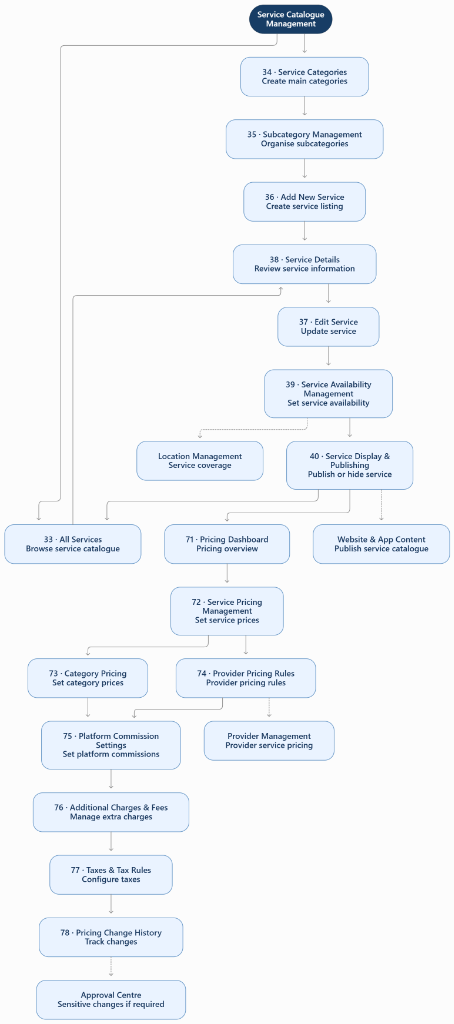 Service Catalogue
Management
34 · Service Categories
Create main categories
35 · Subcategory Management
Organise subcategories
36 · Add New Service
Create service listing
38 · Service Details
Review service information
37 · Edit Service
Update service
39 · Service Availability
Management
Set service availability
Location Management
Service coverage
40 · Service Display &
Publishing
Publish or hide service
33 · All Services
Browse service catalogue
71 · Pricing Dashboard
Pricing overview
Website & App Content
Publish service catalogue
72 · Service Pricing
Management
Set service prices
73 · Category Pricing
Set category prices
74 · Provider Pricing Rules
Provider pricing rules
75 · Platform Commission
Settings
Set platform commissions
Provider Management
Provider service pricing
76 · Additional Charges & Fees
Manage extra charges
77 · Taxes & Tax Rules
Configure taxes
78 · Pricing Change History
Track changes
Approval Centre
Sensitive changes if required